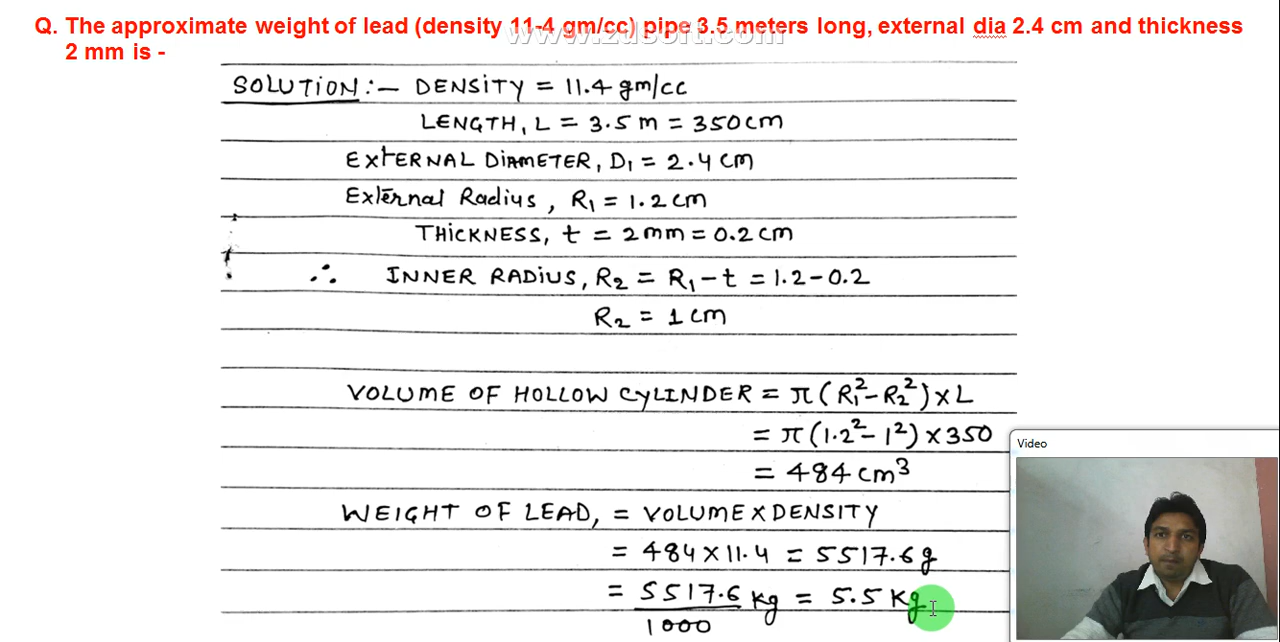 Q. The approximate weight of lead (density 11-4 gm/cc) pipe 3.5 meters long, external dia 2.4 cm and thickness
2 mm is -
SOLUTION :- DENSITY = 11.4 gm/cc
LENGTH, L = 3.5 m = 350 cm
EXTERNAL DIAMETER, D₁ = 2.4 cm
External Radius, R₁ = 1.2 cm
THICKNESS, t = 2 mm = 0.2 cm
∴ INNER RADIUS, R₂ = R₁ - t = 1.2 - 0.2
R₂ = 1 cm
VOLUME OF HOLLOW CYLINDER = π (R₁² - R₂²) × L
= π (1.2² - 1²) × 350
Video
= 484 cm³
WEIGHT OF LEAD, = VOLUME × DENSITY
= 484 × 11.4 = 5517.6 g
= 5517.6 kg = 5.5 Kg
1000